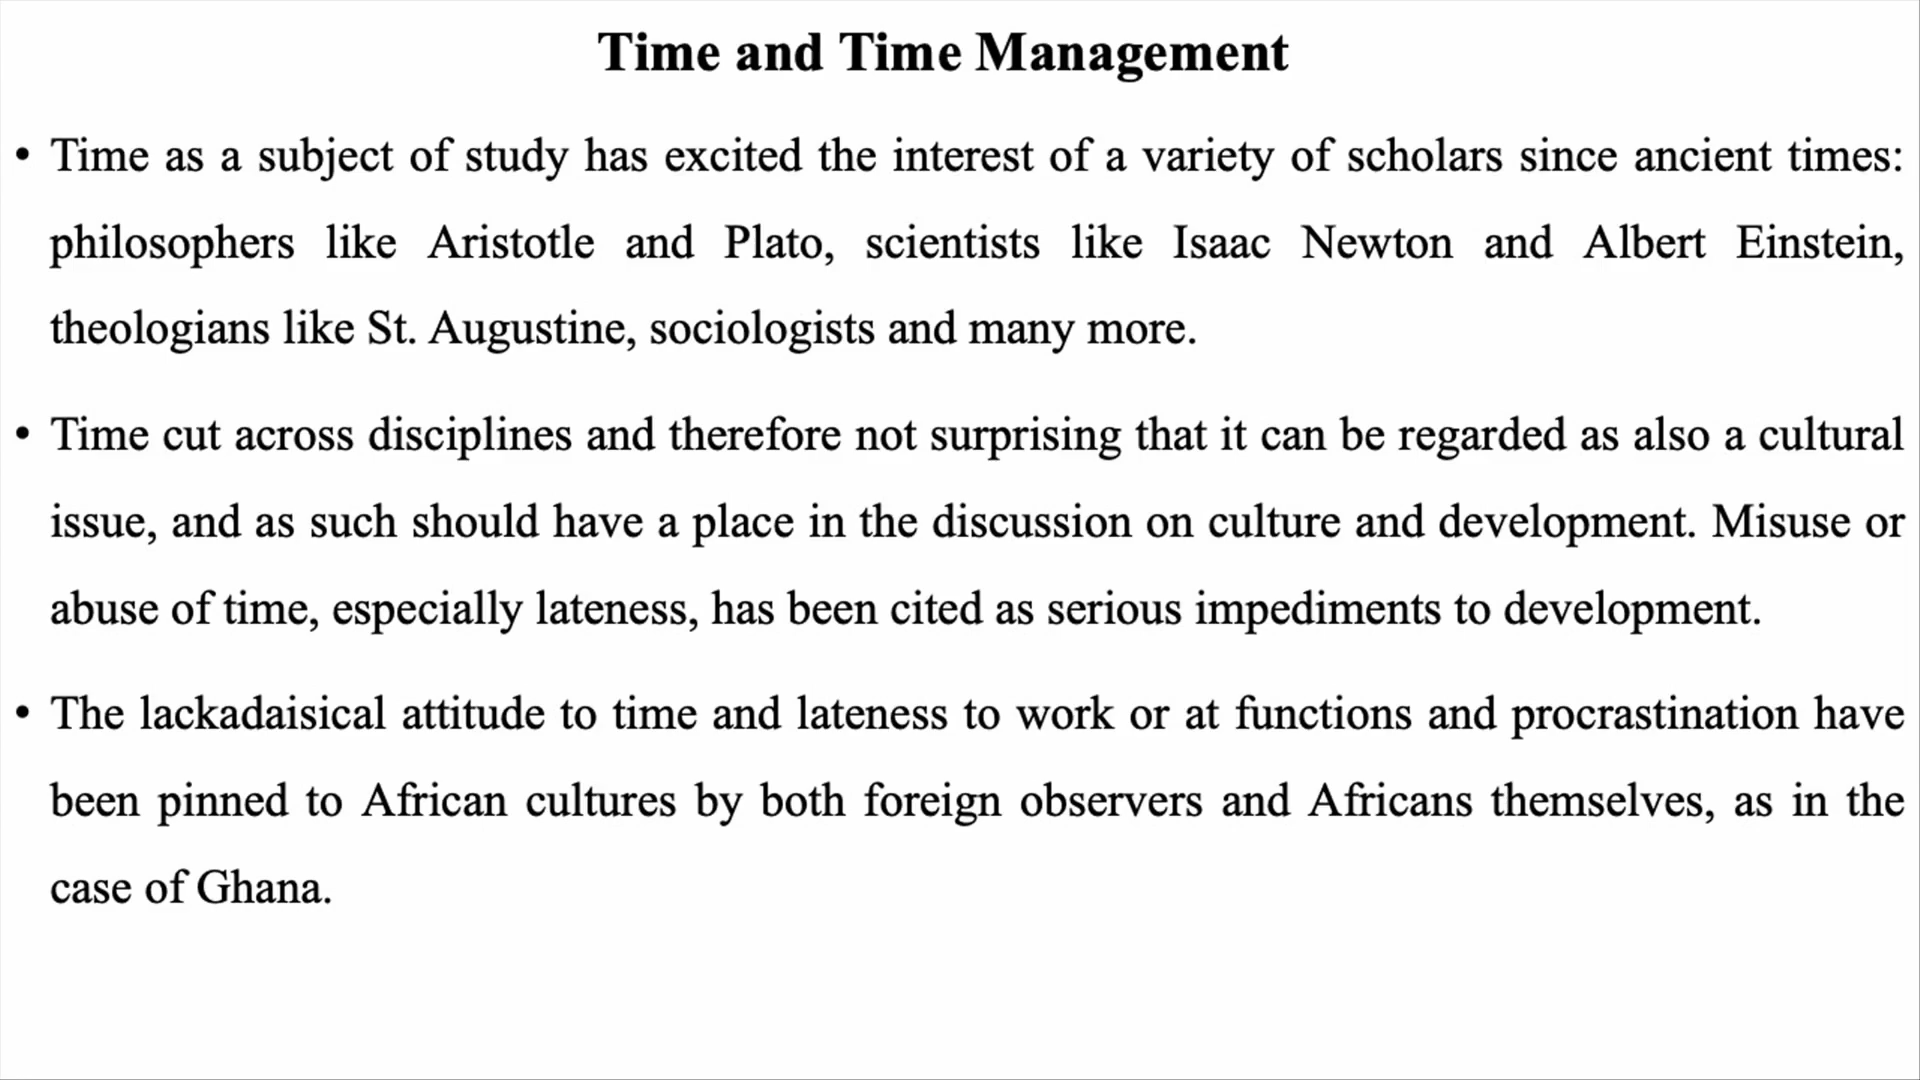 Time and Time Management
• Time as a subject of study has excited the interest of a variety of scholars since ancient times:
philosophers like Aristotle and Plato, scientists like Isaac Newton and Albert Einstein,
theologians like St. Augustine, sociologists and many more.
• Time cut across disciplines and therefore not surprising that it can be regarded as also a cultural
issue, and as such should have a place in the discussion on culture and development. Misuse or
abuse of time, especially lateness, has been cited as serious impediments to development.
• The lackadaisical attitude to time and lateness to work or at functions and procrastination have
been pinned to African cultures by both foreign observers and Africans themselves, as in the
case of Ghana.